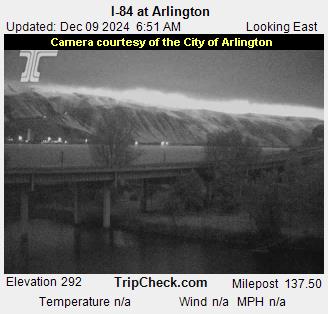 I-84 at Arlington
Updated: Dec 09 2024 6:51 AM Looking East
Camera courtesy of the City of Arlington
Elevation 292 TripCheck.com Milepost 137.50
Temperature n/a Wind n/a MPH n/a